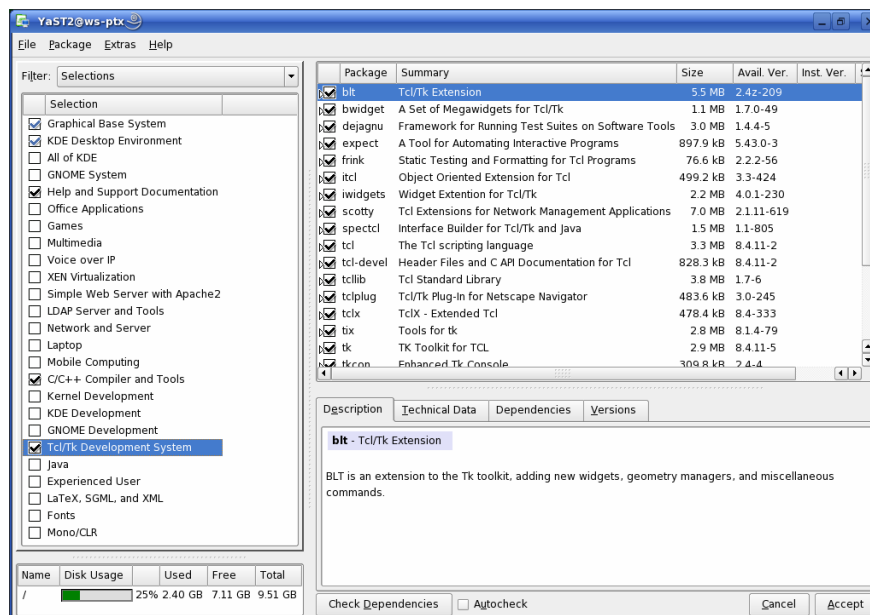 YaST2@ws-ptx
File Package Extras Help
Filter: Selections
Selection
Graphical Base System
KDE Desktop Environment
All of KDE
GNOME System
Help and Support Documentation
Office Applications
Games
Multimedia
Voice over IP
XEN Virtualization
Simple Web Server with Apache2
LDAP Server and Tools
Network and Server
Laptop
Mobile Computing
C/C++ Compiler and Tools
Kernel Development
KDE Development
GNOME Development
Tcl/Tk Development System
Java
Experienced User
LaTeX, SGML, and XML
Fonts
Mono/CLR
Name Disk Usage Used Free Total
/ 25% 2.40 GB 7.11 GB 9.51 GB
Package Summary Size Avail. Ver. Inst. Ver.
blt Tcl/Tk Extension 5.5 MB 2.4z-209
bwidget A Set of Megawidgets for Tcl/Tk 1.1 MB 1.7.0-49
dejagnu Framework for Running Test Suites on Software Tools 3.0 MB 1.4.4-5
expect A Tool for Automating Interactive Programs 897.9 kB 5.43.0-3
frink Static Testing and Formatting for Tcl Programs 76.6 kB 2.2.2-56
itcl Object Oriented Extension for Tcl 499.2 kB 3.3-424
iwidgets Widget Extention for Tcl/Tk 2.2 MB 4.0.1-230
scotty Tcl Extensions for Network Management Applications 7.0 MB 2.1.11-619
spectcl Interface Builder for Tcl/Tk and Java 1.5 MB 1.1-805
tcl The Tcl scripting language 3.3 MB 8.4.11-2
tcl-devel Header Files and C API Documentation for Tcl 828.3 kB 8.4.11-2
tcllib Tcl Standard Library 3.8 MB 1.7-6
tclplug Tcl/Tk Plug-In for Netscape Navigator 483.6 kB 3.0-245
tclx TclX - Extended Tcl 478.4 kB 8.4-333
tix Tools for tk 2.8 MB 8.1.4-79
tk TK Toolkit for TCL 2.9 MB 8.4.11-5
tkcon Enhanced Tk Console 309.8 kB 2.4-4
Description Technical Data Dependencies Versions
blt - Tcl/Tk Extension
BLT is an extension to the Tk toolkit, adding new widgets, geometry managers, and miscellaneous
commands.
Check Dependencies Autocheck Cancel Accept